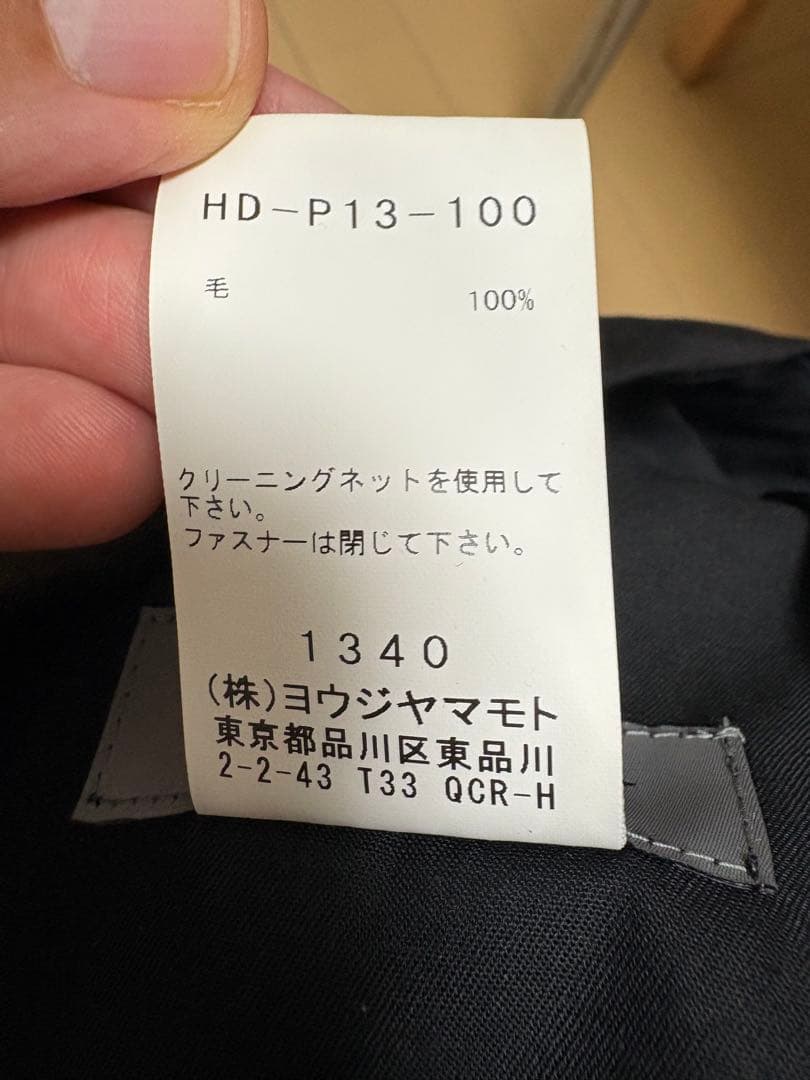 HD-P13-100
毛 100%
クリーニングネットを使用して
下さい。
ファスナーは閉じて下さい。
1340
(株)ヨウジヤマモト
東京都品川区東品川
2-2-43 T33 QCR-H